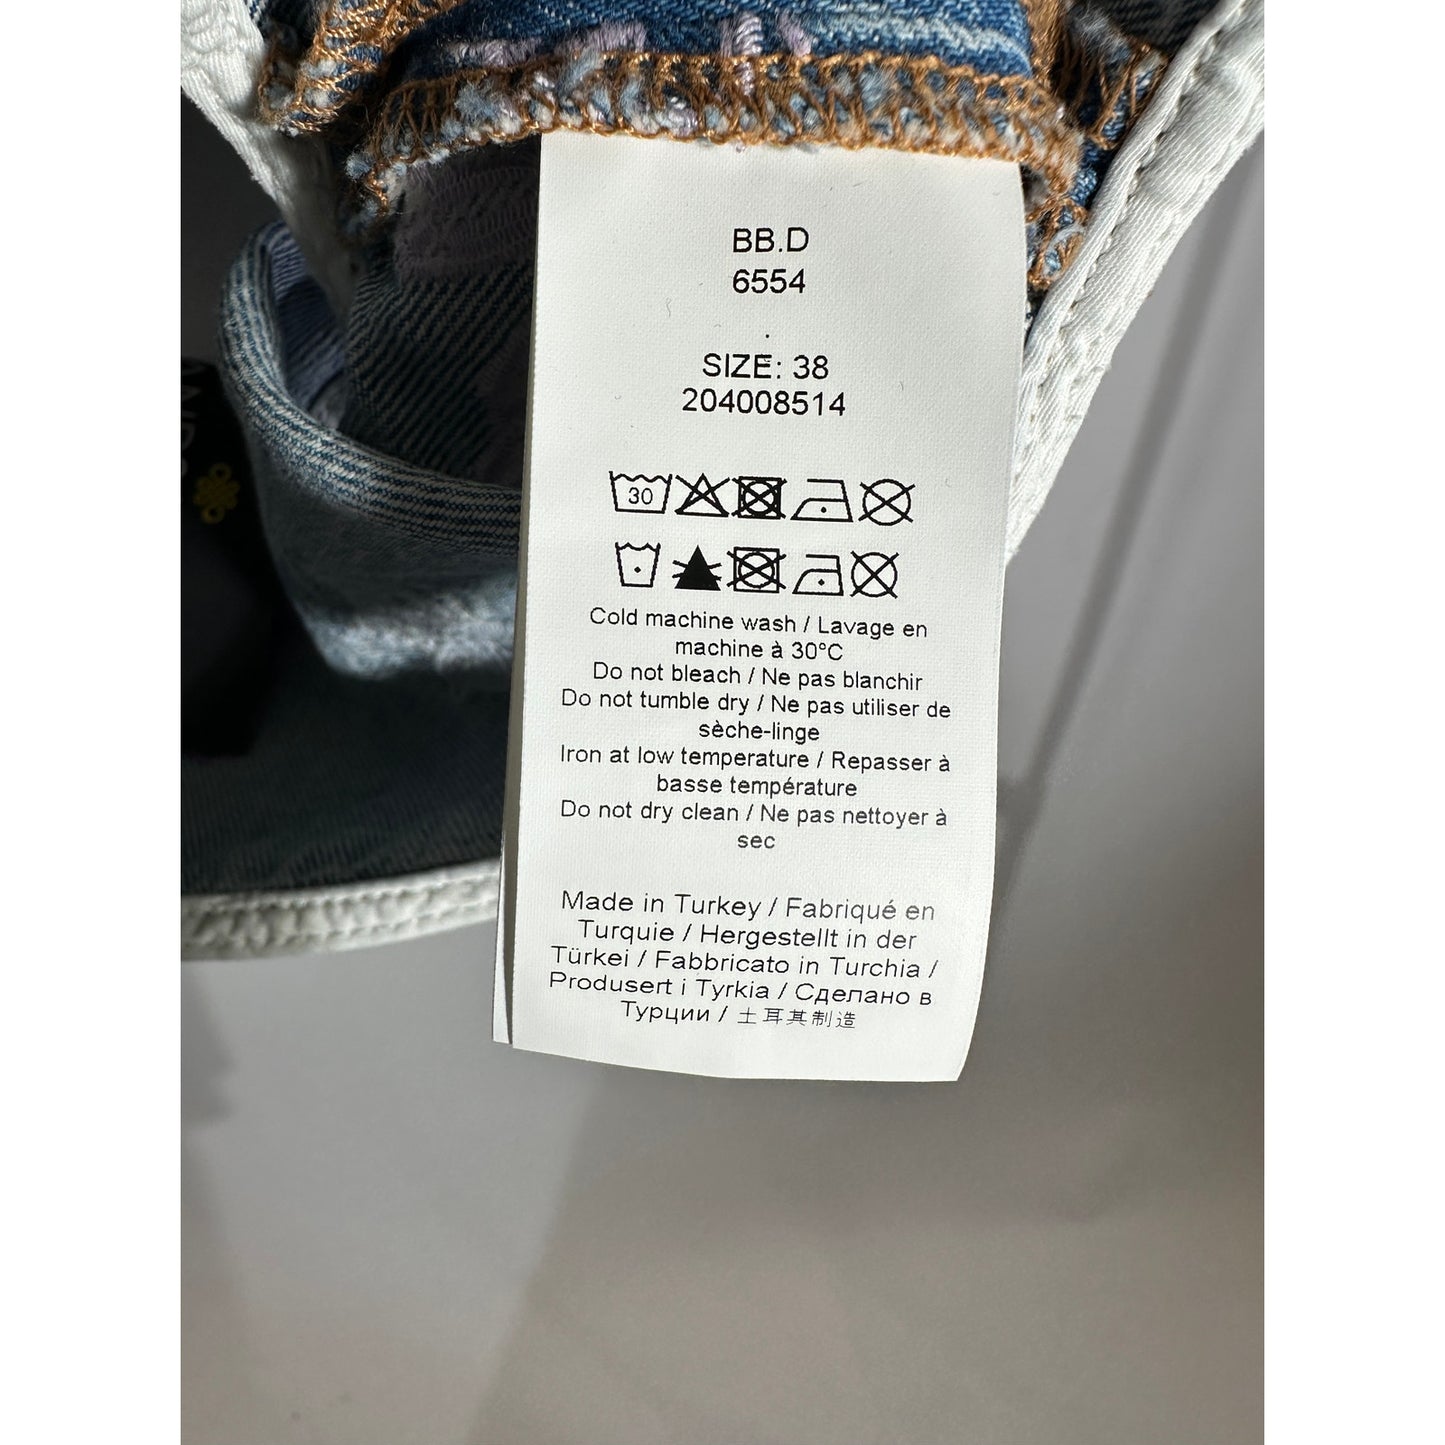 BB.D
6554
SIZE: 38
204008514
30
Cold machine wash / Lavage en
machine à 30°C
Do not bleach / Ne pas blanchir
Do not tumble dry / Ne pas utiliser de
sèche-linge
Iron at low temperature / Repasser à
basse température
Do not dry clean / Ne pas nettoyer à
sec
Made in Turkey / Fabriqué en
Turquie / Hergestellt in der
Türkei / Fabbricato in Turchia /
Produsert i Tyrkia / Сделано в
Турции / 土耳其制造